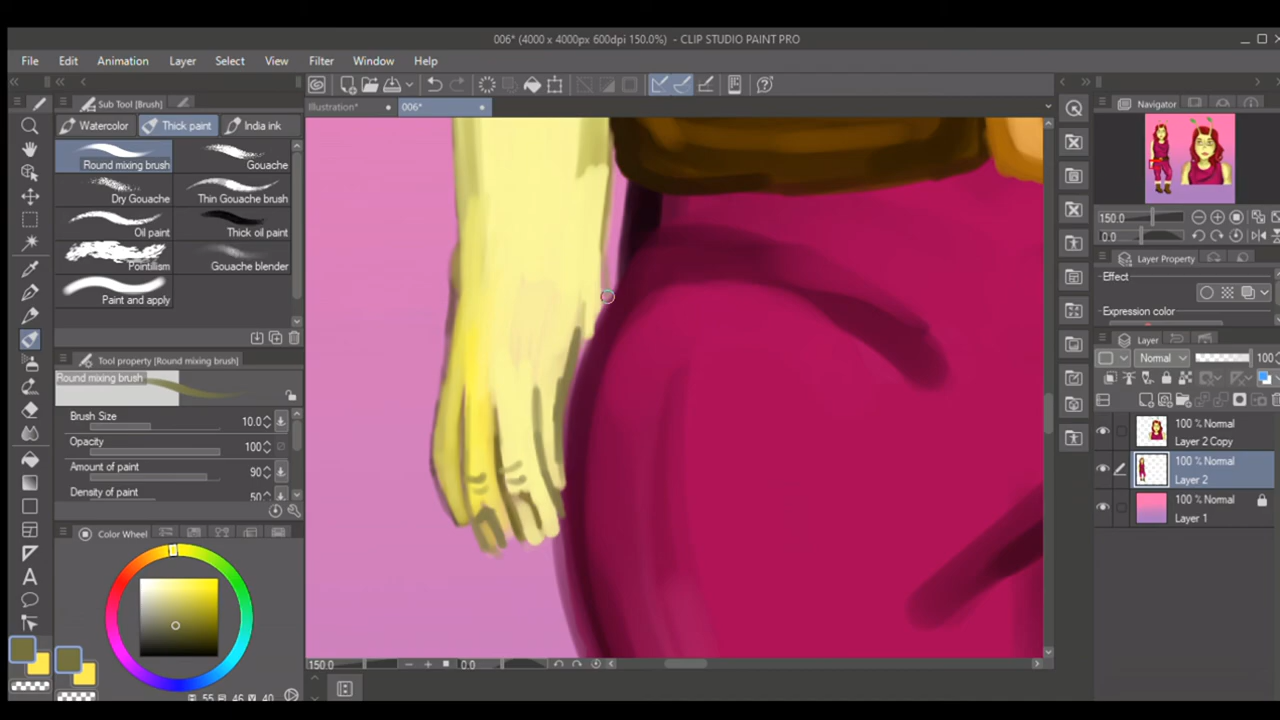 006* (4000 x 4000px 600dpi 150.0%) - CLIP STUDIO PAINT PRO
File Edit Animation Layer Select View Filter Window Help
Illustration* 006*
Sub Tool [Brush]
Watercolor Thick paint India ink
Round mixing brush Gouache
Dry Gouache Thin Gouache brush
Oil paint Thick oil paint
Pointillism Gouache blender
Paint and apply
Tool property [Round mixing brush]
Round mixing brush
Brush Size 10.0
Opacity 100
Amount of paint 90
Density of paint 50
Color Wheel
55 46 40
150.0 0.0
Navigator
150.0
0.0
Layer Property
Effect
Expression color
Layer
Normal 100
100 % Normal
Layer 2 Copy
100 % Normal
Layer 2
100 % Normal
Layer 1